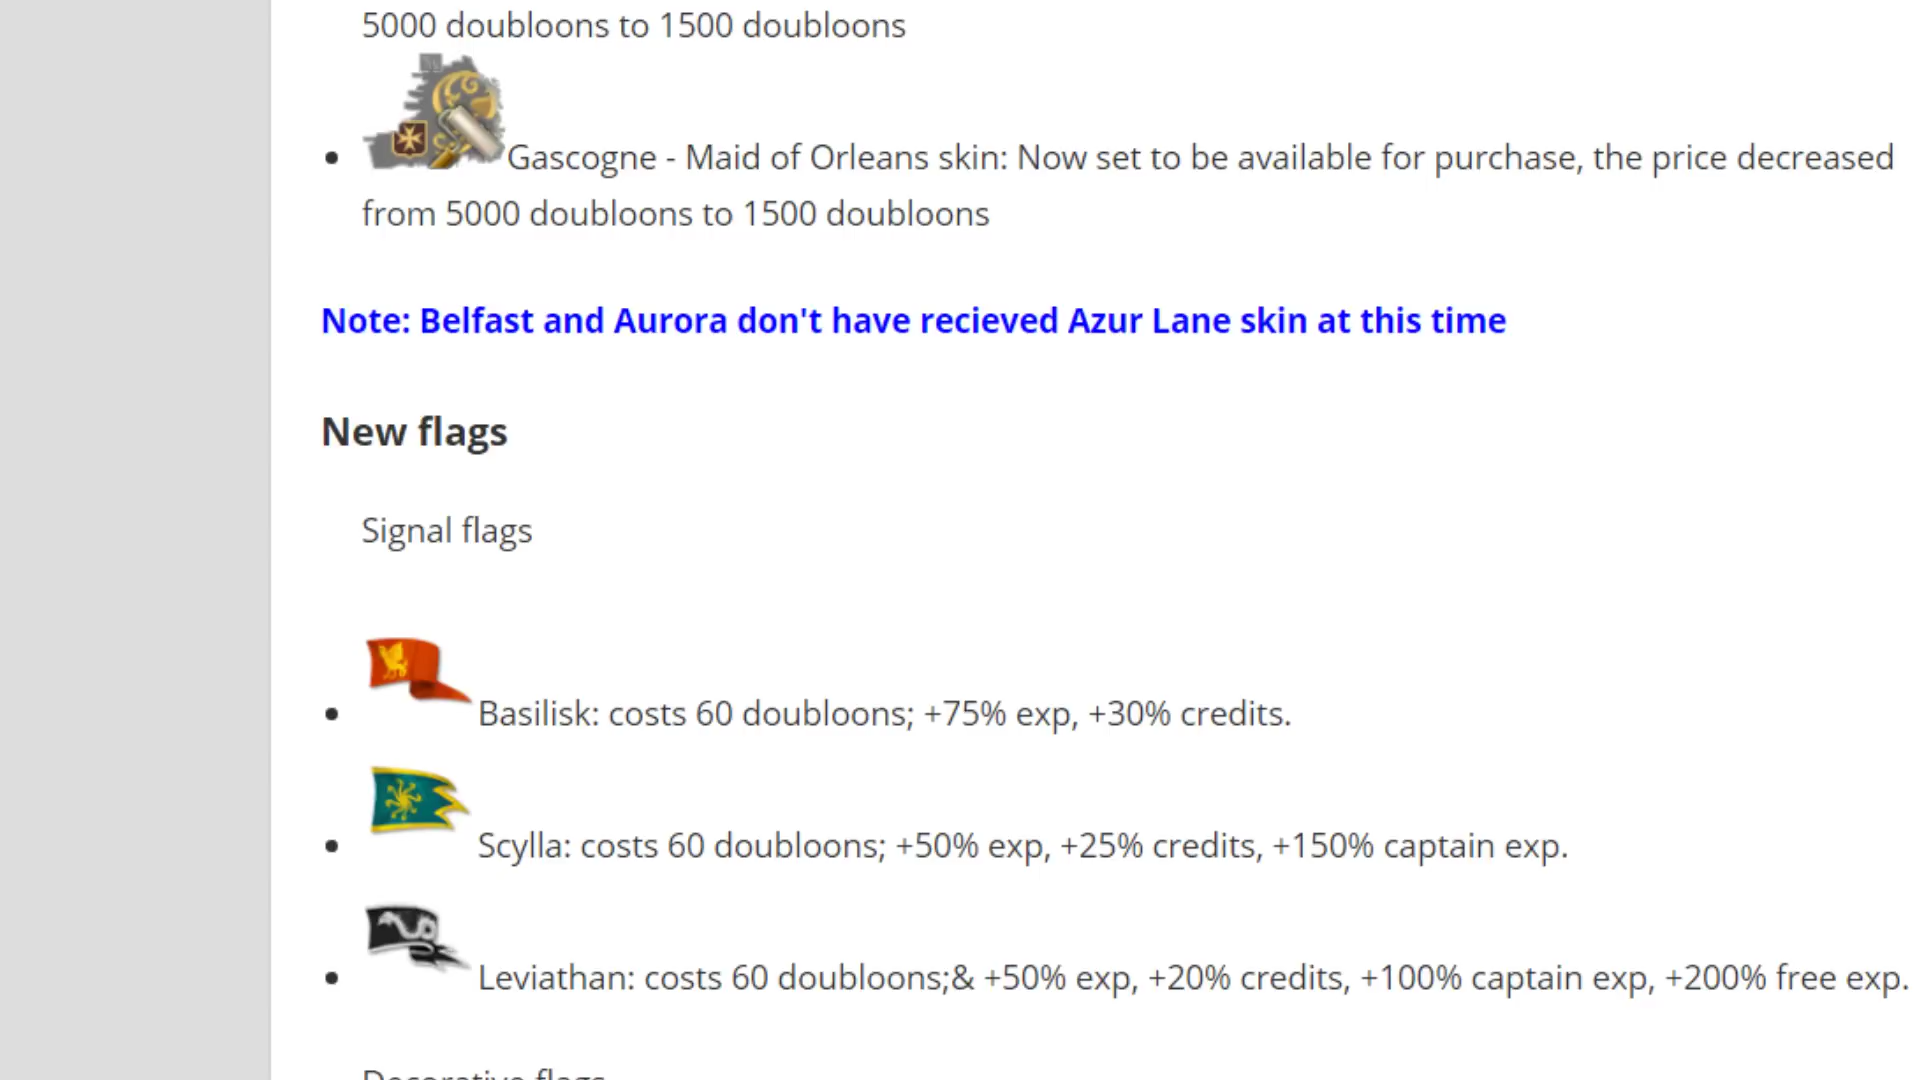 5000 doubloons to 1500 doubloons
Gascogne - Maid of Orleans skin: Now set to be available for purchase, the price decreased
from 5000 doubloons to 1500 doubloons
Note: Belfast and Aurora don't have recieved Azur Lane skin at this time
New flags
Signal flags
Basilisk: costs 60 doubloons; +75% exp, +30% credits.
Scylla: costs 60 doubloons; +50% exp, +25% credits, +150% captain exp.
Leviathan: costs 60 doubloons;& +50% exp, +20% credits, +100% captain exp, +200% free exp.
Decorative flags